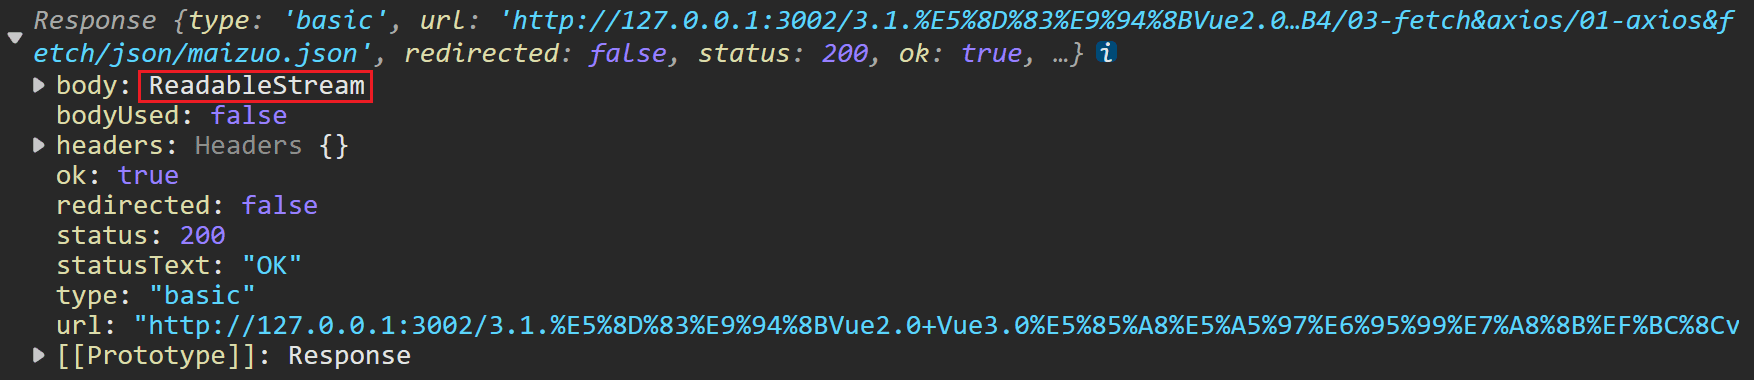 Response {type: 'basic', url: 'http://127.0.0.1:3002/3.1.%E5%8D%83%E9%94%8BVue2.0…B4/03-fetch&axios/01-axios&f
etch/json/maizuo.json', redirected: false, status: 200, ok: true, …} i
body: ReadableStream
bodyUsed: false
headers: Headers {}
ok: true
redirected: false
status: 200
statusText: "OK"
type: "basic"
url: "http://127.0.0.1:3002/3.1.%E5%8D%83%E9%94%8BVue2.0+Vue3.0%E5%85%A8%E5%A5%97%E6%95%99%E7%A8%8B%EF%BC%8Cv
[[Prototype]]: Response